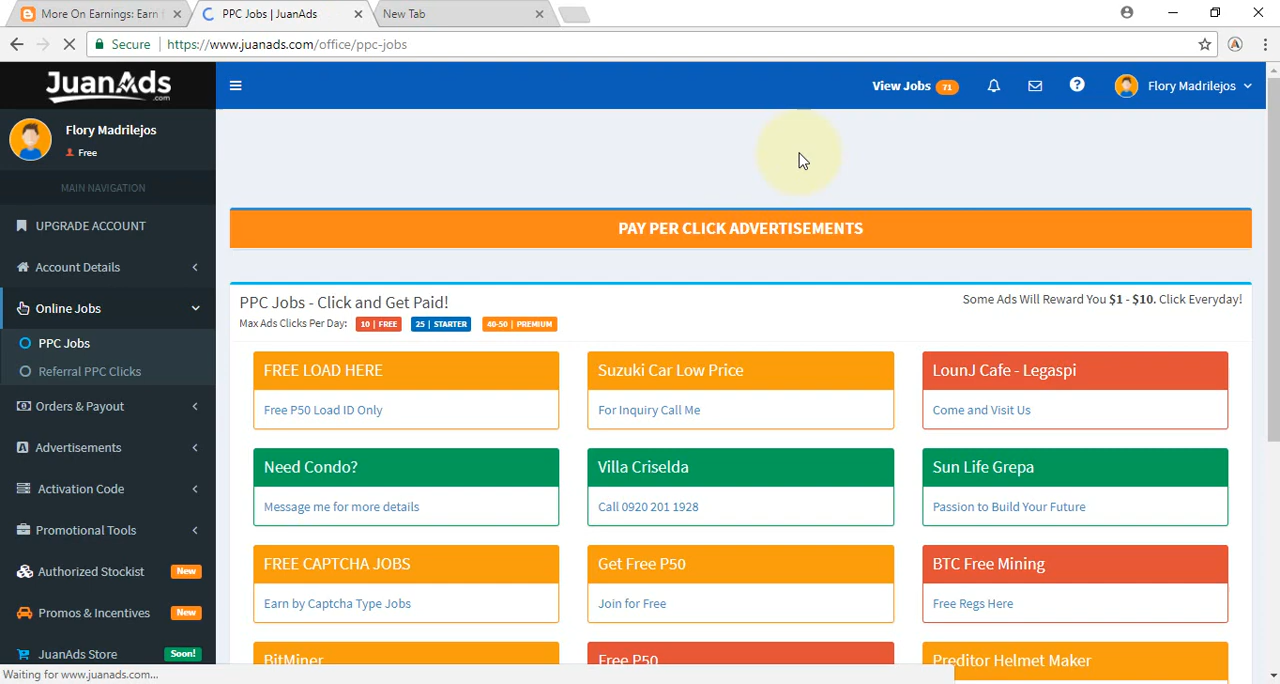 More On Earnings: Earn
PPC Jobs | JuanAds
New Tab
Secure
https://www.juanads.com/office/ppc-jobs
JuanAds
.com
View Jobs 71
Flory Madrilejos
Flory Madrilejos
Free
MAIN NAVIGATION
UPGRADE ACCOUNT
Account Details
Online Jobs
PPC Jobs
Referral PPC Clicks
Orders & Payout
Advertisements
Activation Code
Promotional Tools
Authorized Stockist New
Promos & Incentives New
JuanAds Store Soon!
PAY PER CLICK ADVERTISEMENTS
PPC Jobs - Click and Get Paid!
Some Ads Will Reward You $1 - $10. Click Everyday!
Max Ads Clicks Per Day: 10 | FREE 25 | STARTER 40-50 | PREMIUM
FREE LOAD HERE
Free P50 Load ID Only
Suzuki Car Low Price
For Inquiry Call Me
LounJ Cafe - Legaspi
Come and Visit Us
Need Condo?
Message me for more details
Villa Criselda
Call 0920 201 1928
Sun Life Grepa
Passion to Build Your Future
FREE CAPTCHA JOBS
Earn by Captcha Type Jobs
Get Free P50
Join for Free
BTC Free Mining
Free Regs Here
BitMiner
Free P50
Preditor Helmet Maker
Waiting for www.juanads.com...